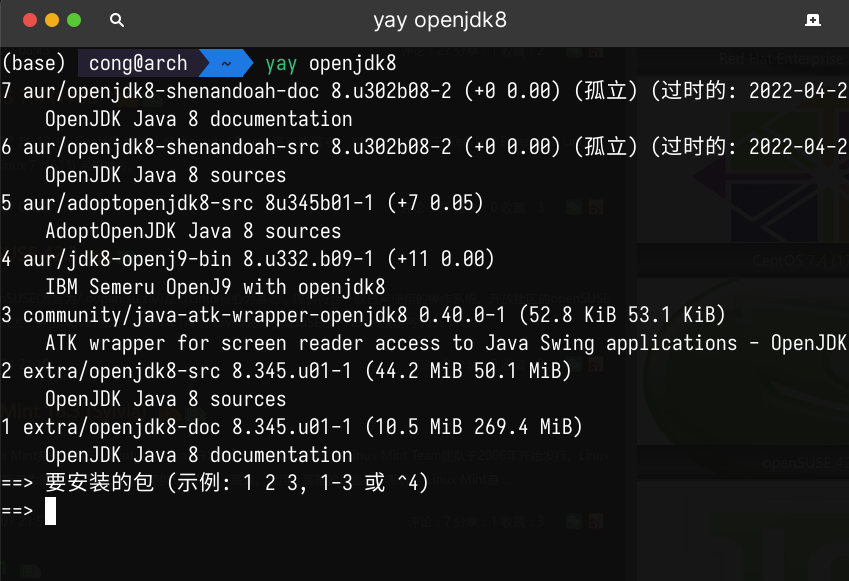 yay openjdk8
(base) cong@arch ~ yay openjdk8
7 aur/openjdk8-shenandoah-doc 8.u302b08-2 (+0 0.00) (孤立) (过时的: 2022-04-2
OpenJDK Java 8 documentation
6 aur/openjdk8-shenandoah-src 8.u302b08-2 (+0 0.00) (孤立) (过时的: 2022-04-2
OpenJDK Java 8 sources
5 aur/adoptopenjdk8-src 8u345b01-1 (+7 0.05)
AdoptOpenJDK Java 8 sources
4 aur/jdk8-openj9-bin 8.u332.b09-1 (+11 0.00)
IBM Semeru OpenJ9 with openjdk8
3 community/java-atk-wrapper-openjdk8 0.40.0-1 (52.8 KiB 53.1 KiB)
ATK wrapper for screen reader access to Java Swing applications - OpenJDK
2 extra/openjdk8-src 8.345.u01-1 (44.2 MiB 50.1 MiB)
OpenJDK Java 8 sources
1 extra/openjdk8-doc 8.345.u01-1 (10.5 MiB 269.4 MiB)
OpenJDK Java 8 documentation
==> 要安装的包 (示例: 1 2 3, 1-3 或 ^4)
==>